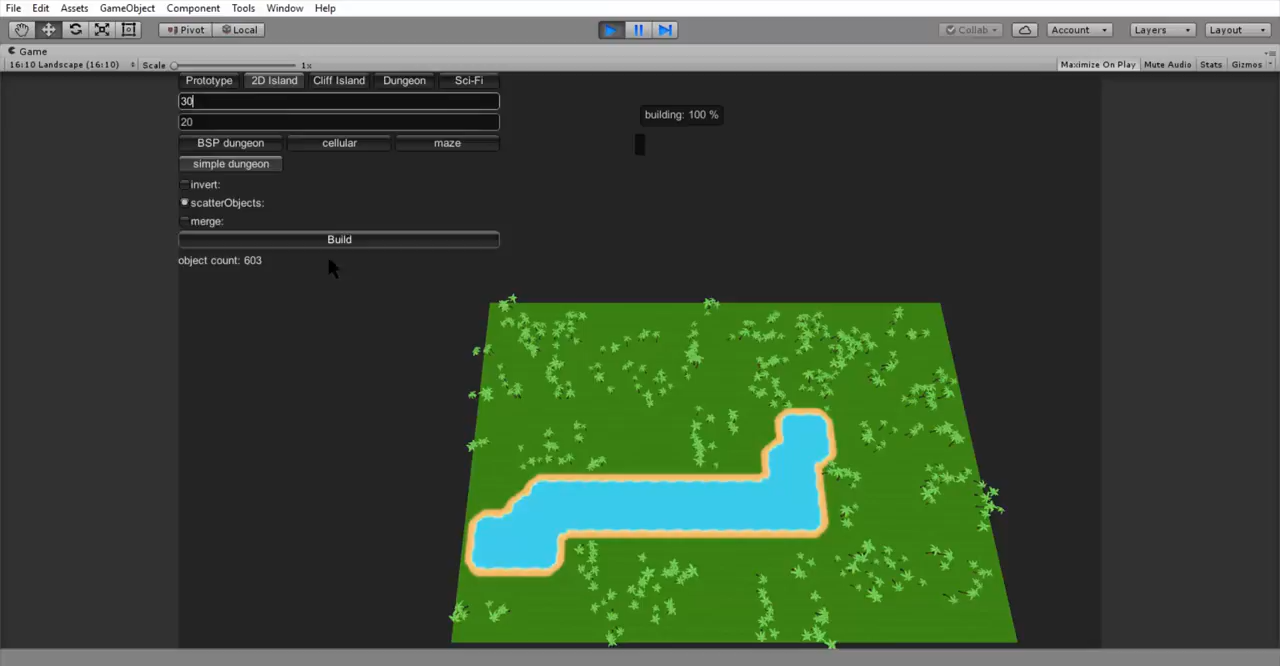 File Edit Assets GameObject Component Tools Window Help
Pivot Local Collab Account Layers Layout
Game
16:10 Landscape (16:10) Scale 1x Maximize On Play Mute Audio Stats Gizmos
Prototype 2D Island Cliff Island Dungeon Sci-Fi
30
building: 100 %
20
BSP dungeon cellular maze
simple dungeon
invert:
scatterObjects:
merge:
Build
object count: 603